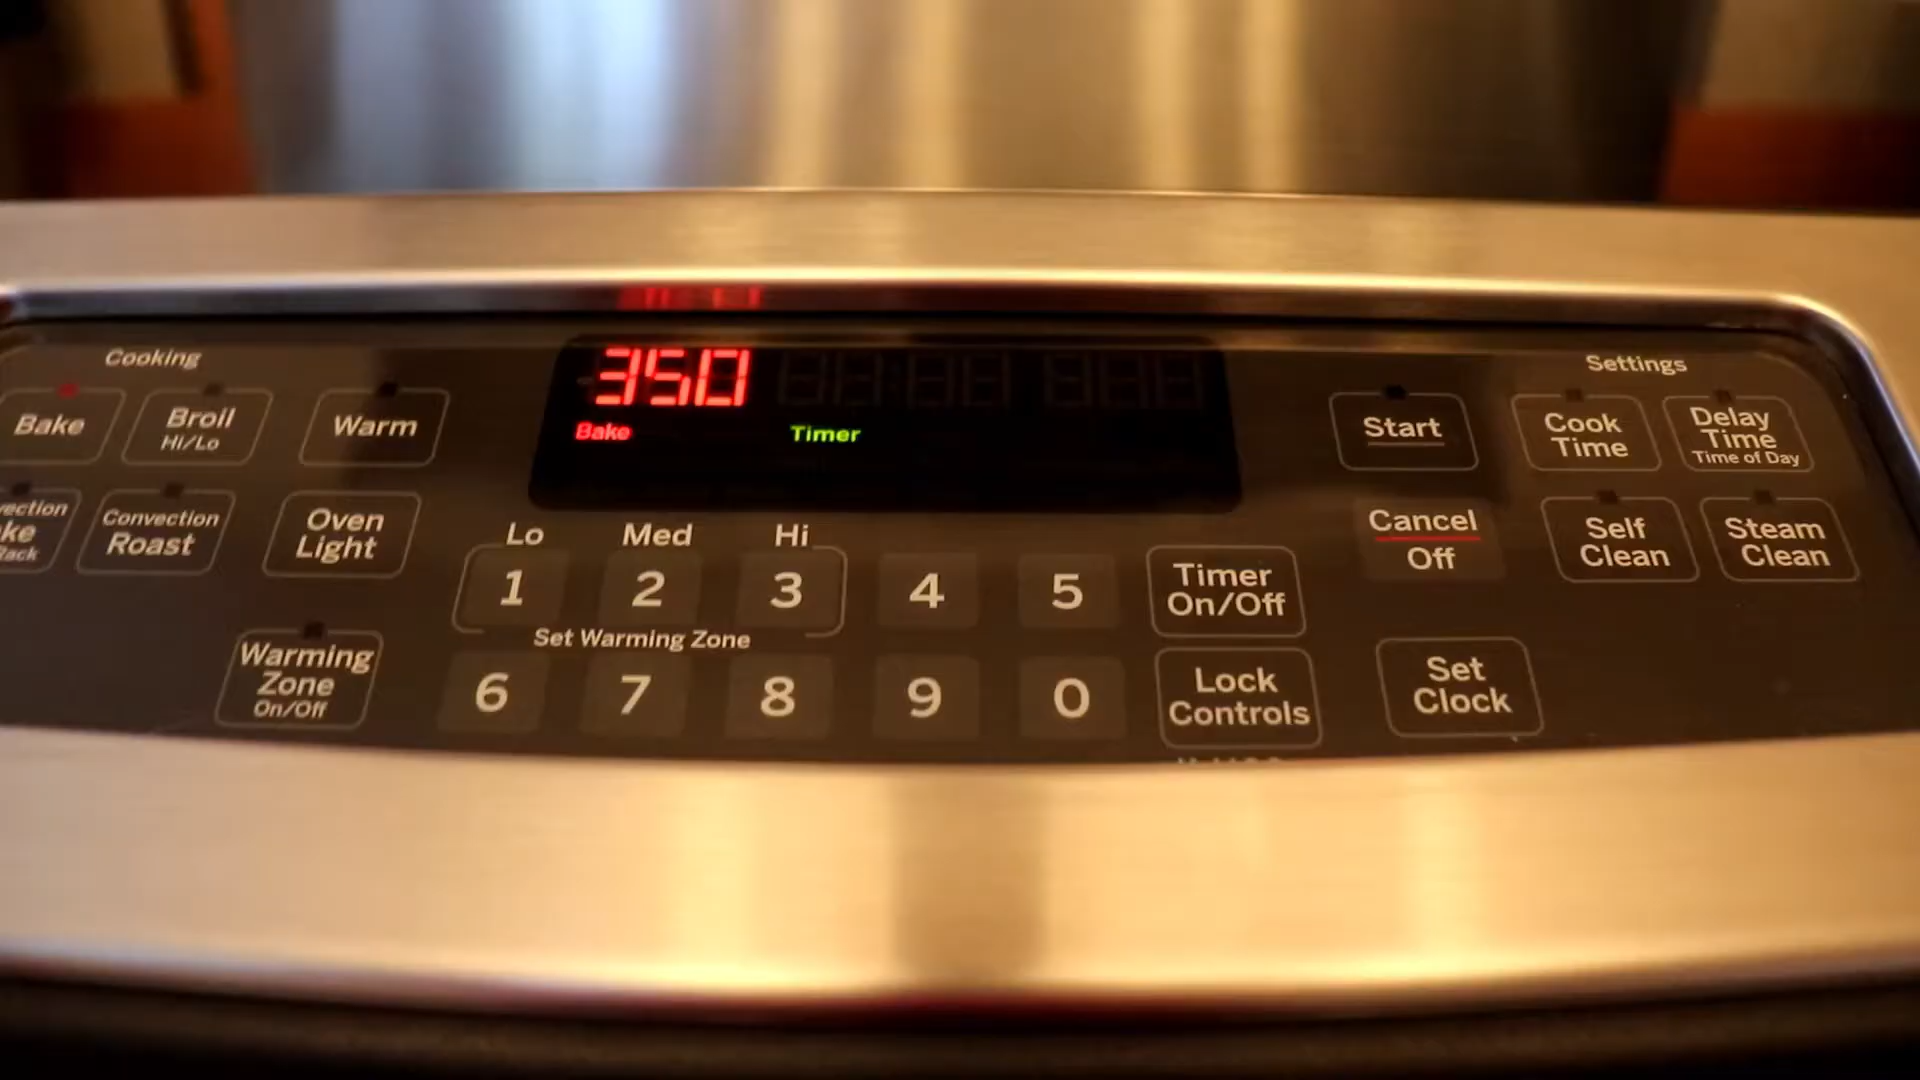 Cooking
Settings
350
Bake
Timer
Bake
Broil
Hi/Lo
Warm
Start
Cook
Time
Delay
Time
Time of Day
Convection
Roast
Oven
Light
Lo
Med
Hi
1
2
3
4
5
Set Warming Zone
Timer
On/Off
Cancel
Off
Self
Clean
Steam
Clean
Warming
Zone
On/Off
6
7
8
9
0
Lock
Controls
Set
Clock